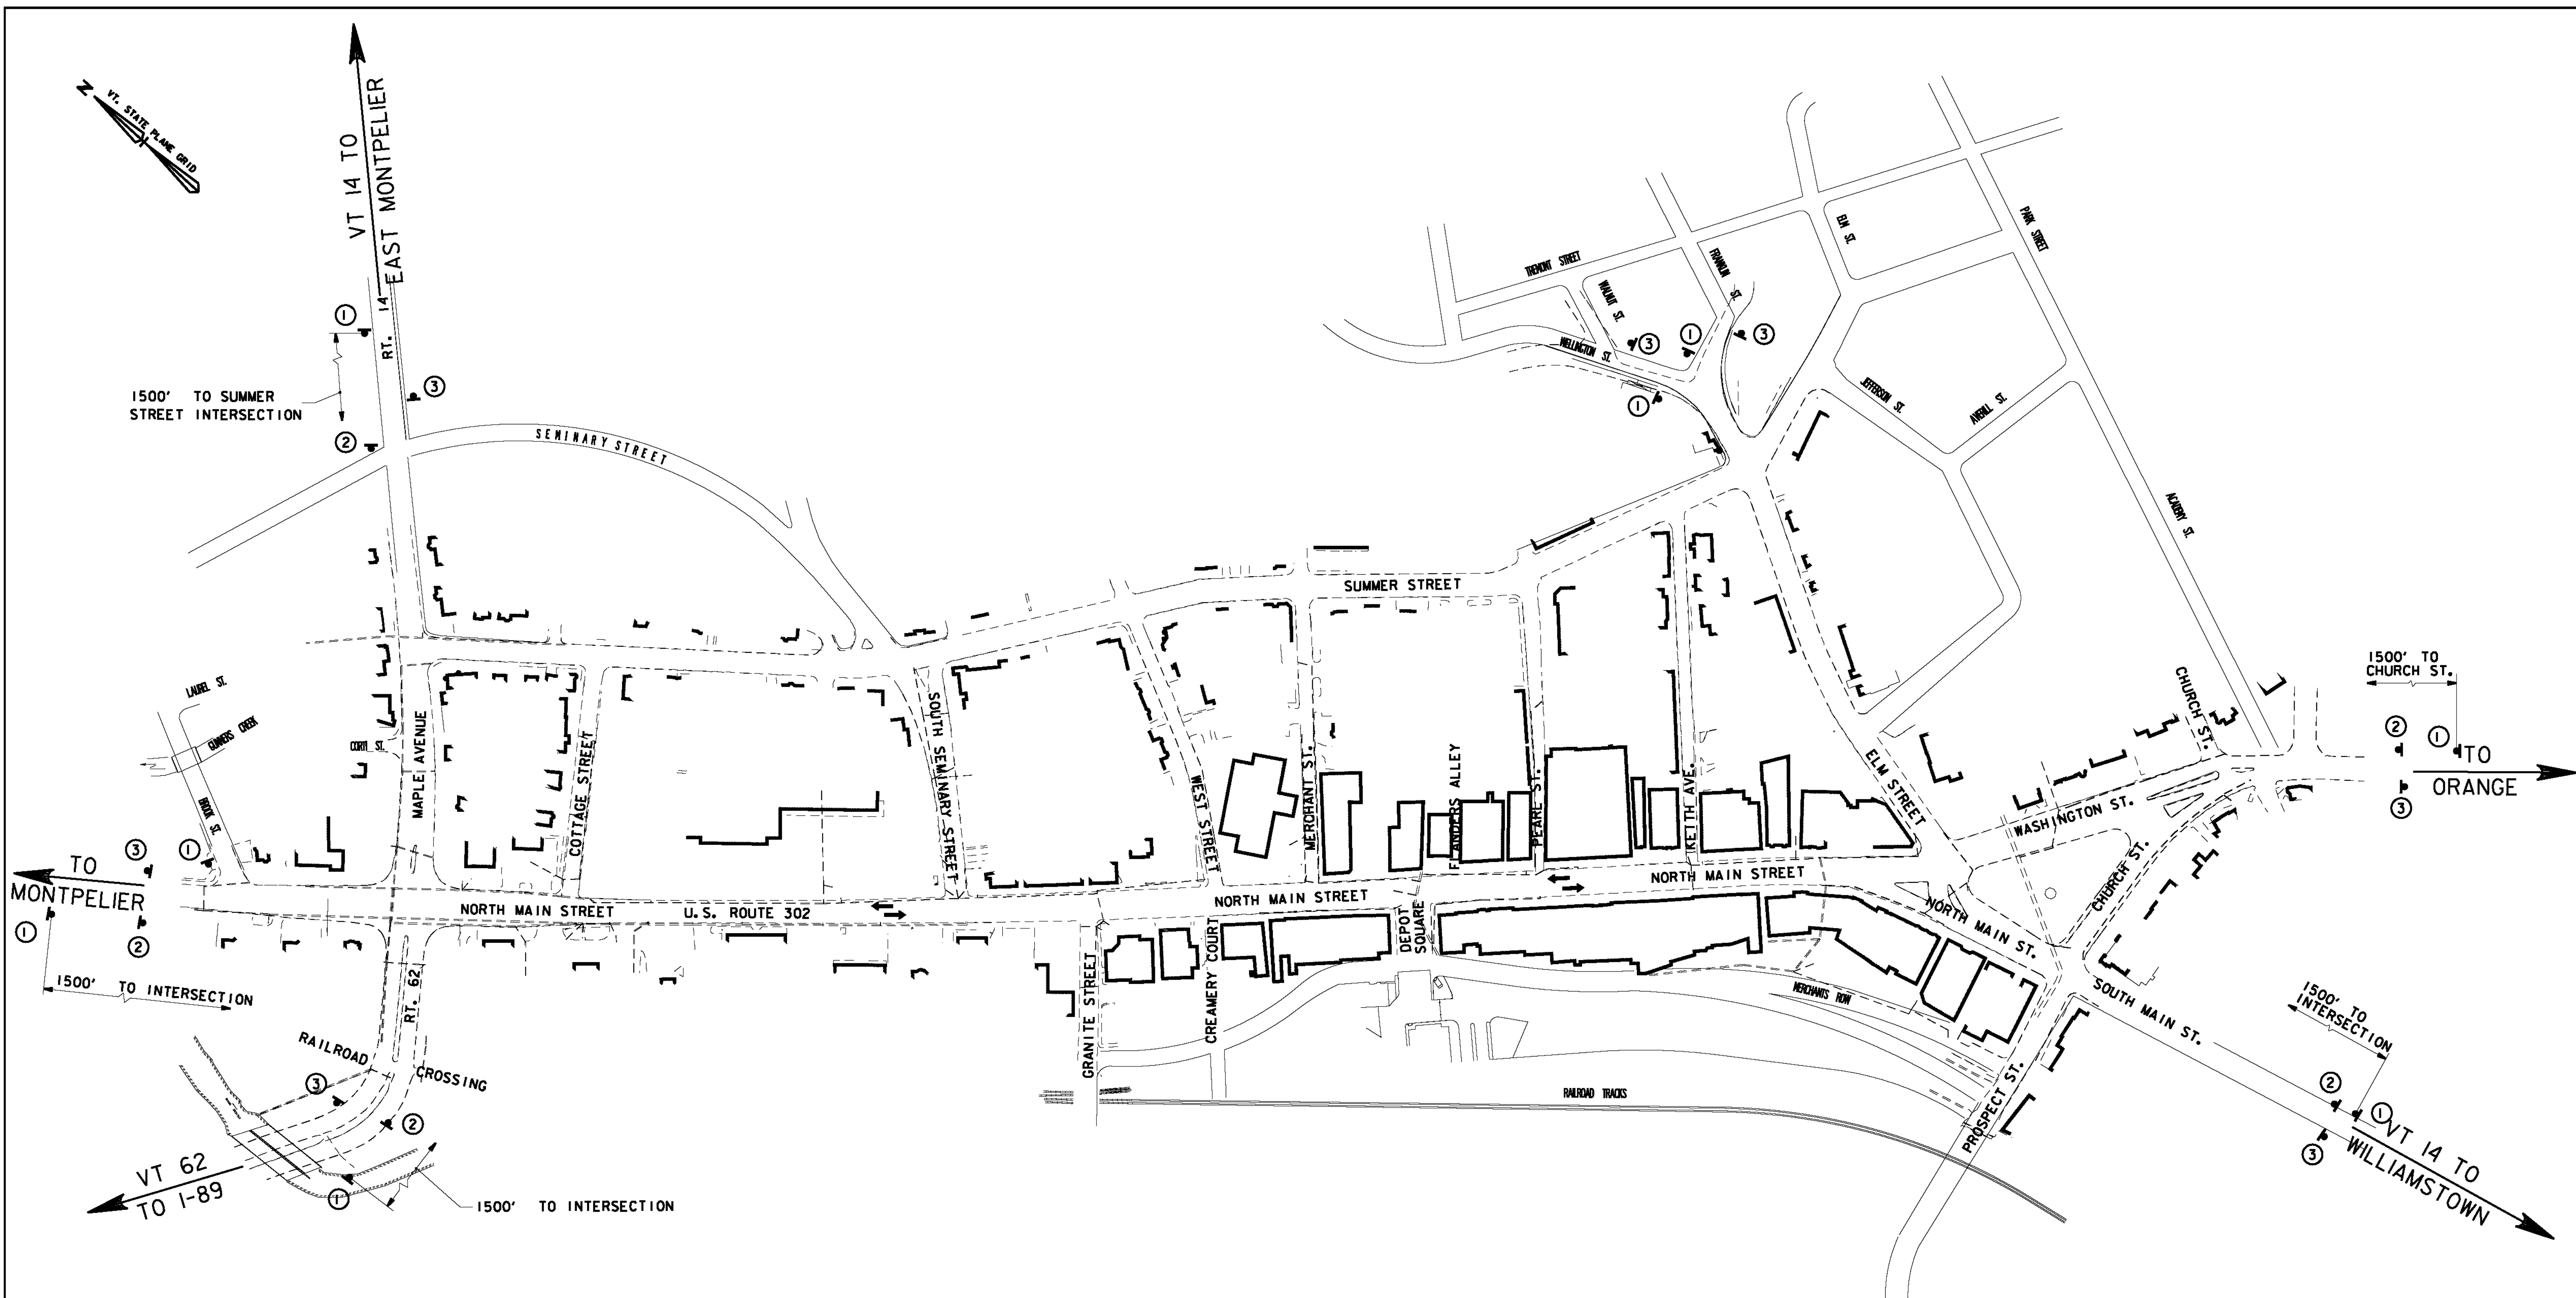 N
VT. STATE PLANE GRID
VT 14 TO
EAST MONTPELIER
RT. 14
1
1500' TO SUMMER
STREET INTERSECTION
3
2
SEMINARY STREET
TREMONT STREET
WALNUT ST.
FRANKLIN ST.
ELM ST.
PARK STREET
WELLINGTON ST.
3
1
3
1
JEFFERSON ST.
AVERILL ST.
ACADEMY ST.
SUMMER STREET
LAUREL ST.
GUNNERS CREEK
CORTI ST.
BROOK ST.
MAPLE AVENUE
COTTAGE STREET
SOUTH SEMINARY STREET
WEST STREET
MERCHANT ST.
FLANDERS ALLEY
PEARL ST.
KEITH AVE.
ELM STREET
WASHINGTON ST.
CHURCH ST.
CHURCH ST.
1500' TO
CHURCH ST.
2
1
3
TO
ORANGE
3
1
TO
MONTPELIER
1
2
1500' TO INTERSECTION
NORTH MAIN STREET
U.S. ROUTE 302
NORTH MAIN STREET
NORTH MAIN STREET
NORTH MAIN ST.
SOUTH MAIN ST.
RT. 62
GRANITE STREET
CREAMERY COURT
DEPOT
SQUARE
MERCHANTS ROW
RAILROAD TRACKS
PROSPECT ST.
1500' TO
INTERSECTION
2
1
3
VT 14 TO
WILLIAMSTOWN
RAILROAD
CROSSING
3
2
1
1500' TO INTERSECTION
VT 62
TO I-89